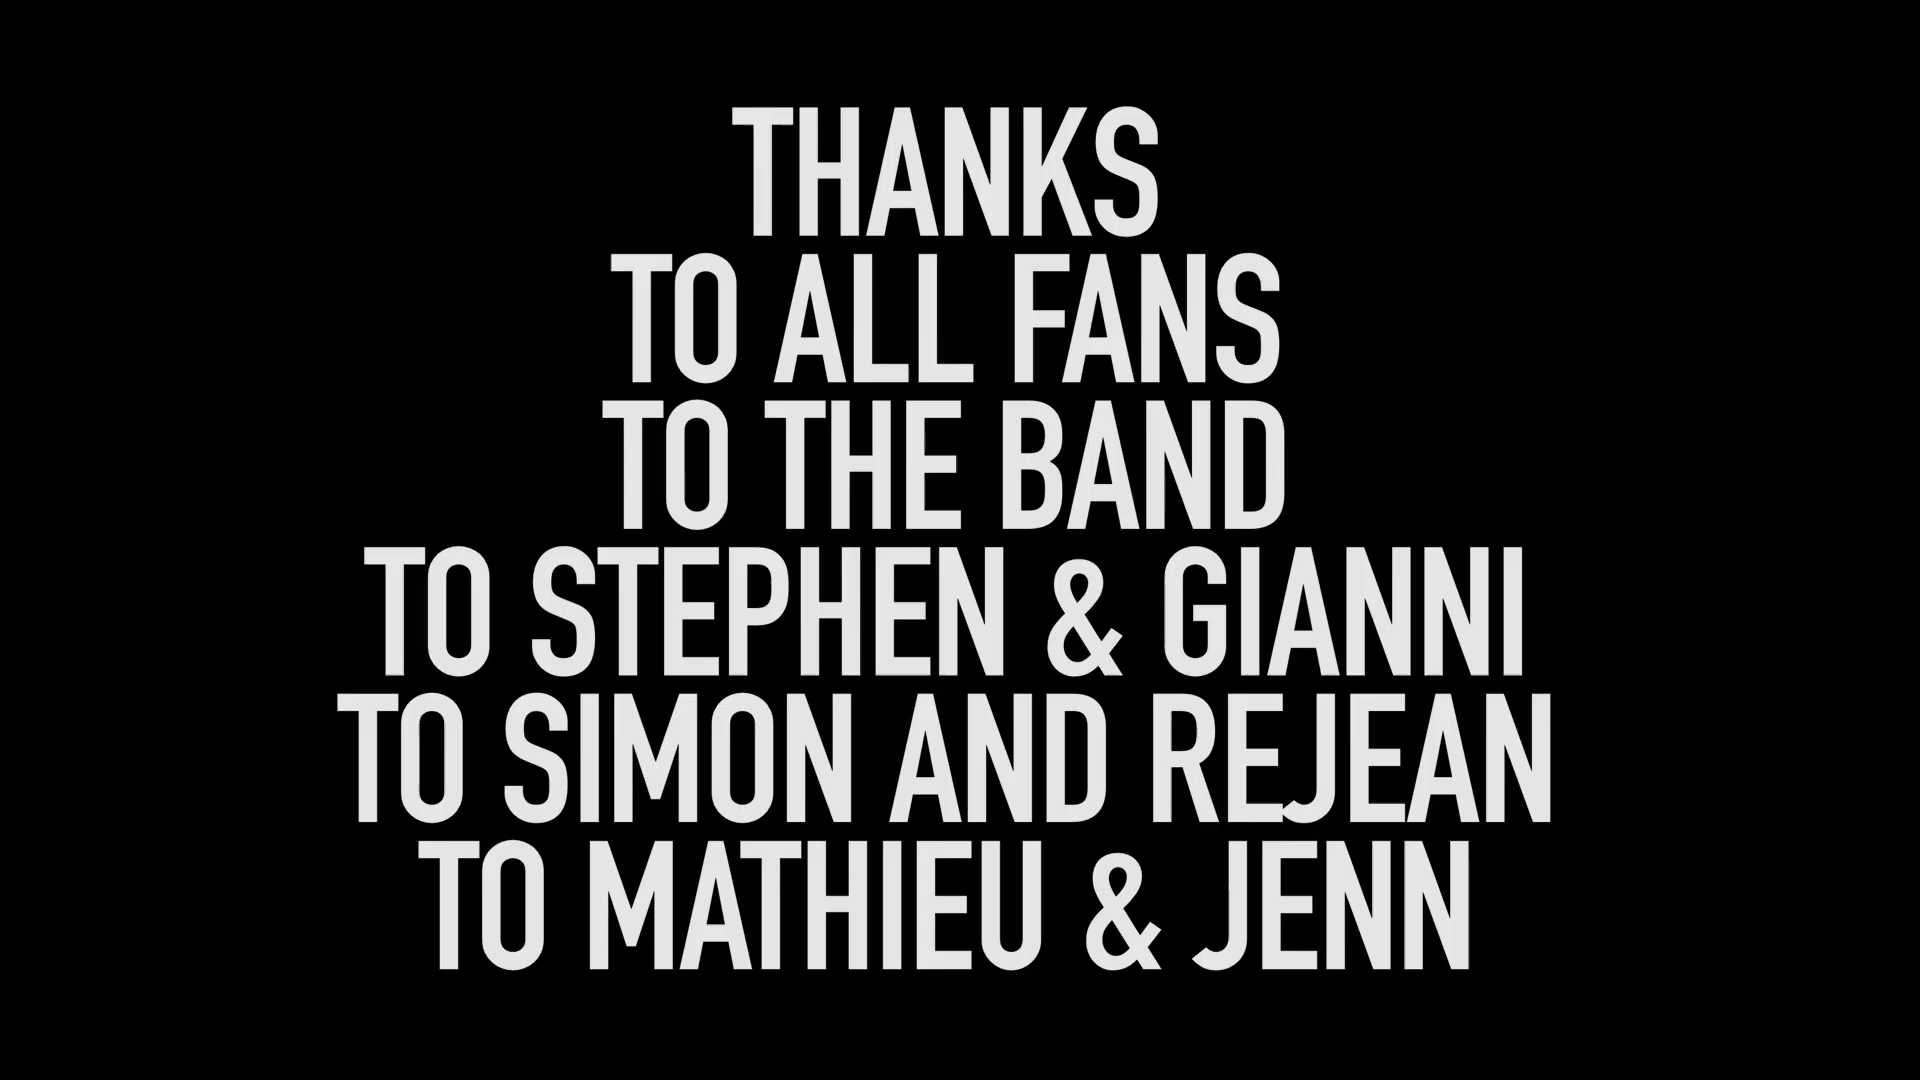 THANKS
TO ALL FANS
TO THE BAND
TO STEPHEN & GIANNI
TO SIMON AND REJEAN
TO MATHIEU & JENN